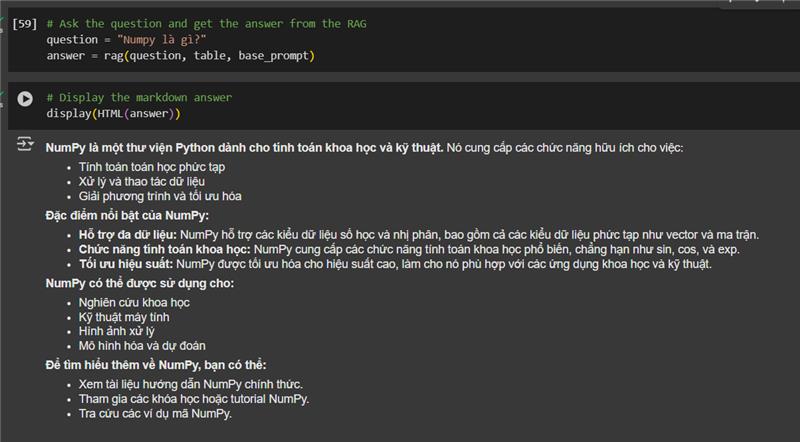 [59] # Ask the question and get the answer from the RAG
question = "Numpy là gì?"
answer = rag(question, table, base_prompt)
# Display the markdown answer
display(HTML(answer))
NumPy là một thư viện Python dành cho tính toán khoa học và kỹ thuật. Nó cung cấp các chức năng hữu ích cho việc:
• Tính toán toán học phức tạp
• Xử lý và thao tác dữ liệu
• Giải phương trình và tối ưu hóa
Đặc điểm nổi bật của NumPy:
• Hỗ trợ đa dữ liệu: NumPy hỗ trợ các kiểu dữ liệu số học và nhị phân, bao gồm cả các kiểu dữ liệu phức tạp như vector và ma trận.
• Chức năng tính toán khoa học: NumPy cung cấp các chức năng tính toán khoa học phổ biến, chẳng hạn như sin, cos, và exp.
• Tối ưu hiệu suất: NumPy được tối ưu hóa cho hiệu suất cao, làm cho nó phù hợp với các ứng dụng khoa học và kỹ thuật.
NumPy có thể được sử dụng cho:
• Nghiên cứu khoa học
• Kỹ thuật máy tính
• Hình ảnh xử lý
• Mô hình hóa và dự đoán
Để tìm hiểu thêm về NumPy, bạn có thể:
• Xem tài liệu hướng dẫn NumPy chính thức.
• Tham gia các khóa học hoặc tutorial NumPy.
• Tra cứu các ví dụ mã NumPy.